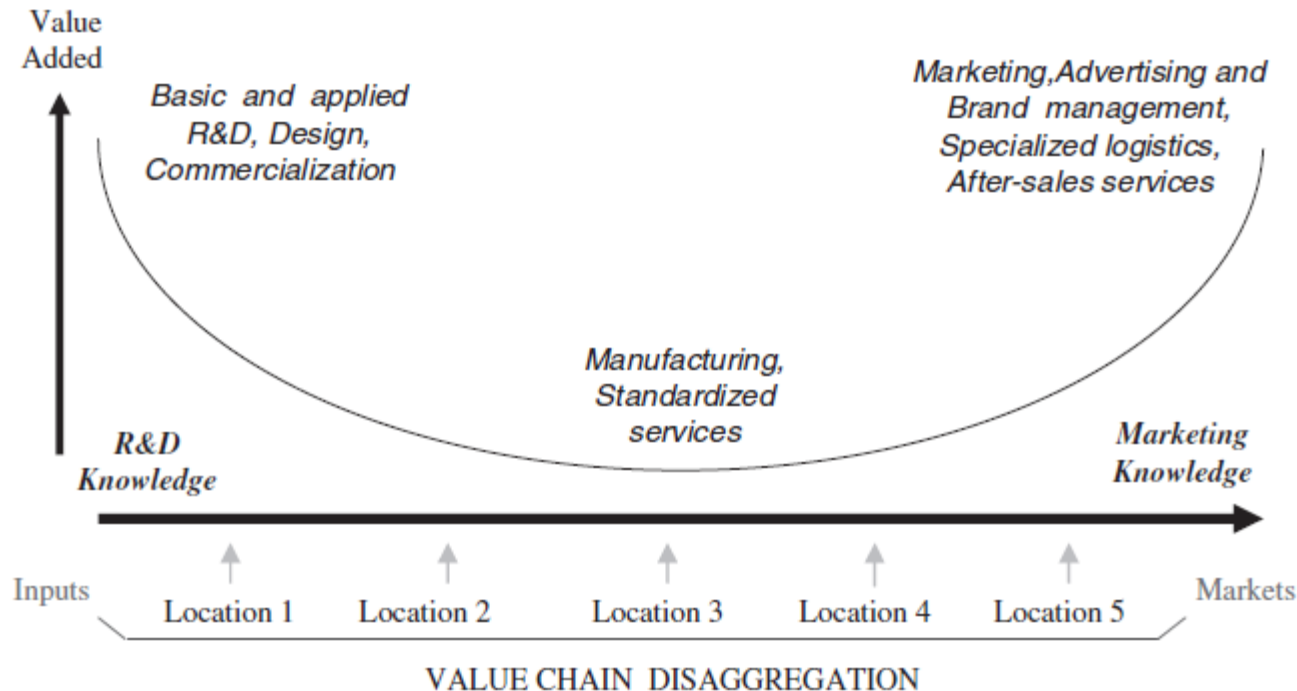 Value
Added
Basic and applied
R&D, Design,
Commercialization
Marketing,Advertising and
Brand management,
Specialized logistics,
After-sales services
Manufacturing,
Standardized
services
R&D
Knowledge
Marketing
Knowledge
Inputs
Location 1
Location 2
Location 3
Location 4
Location 5
Markets
VALUE CHAIN DISAGGREGATION